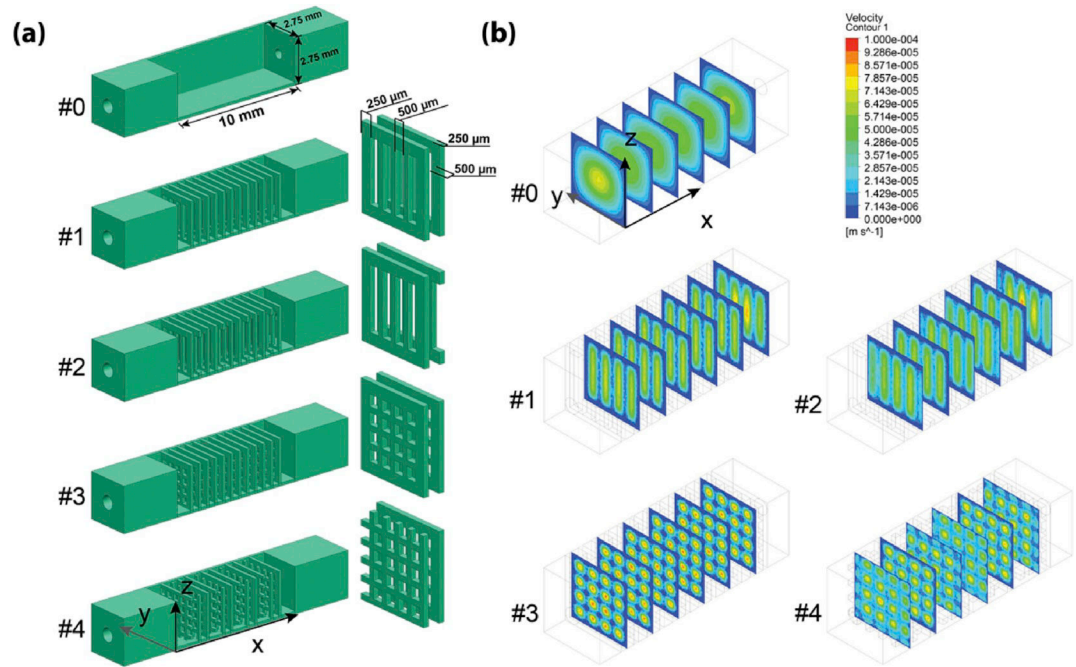 (a)
2.75 mm
2.75 mm
10 mm
#0
250 µm
500 µm
250 µm
500 µm
#1
#2
#3
#4
z
y
x
(b)
Velocity
Contour 1
1.000e-004
9.286e-005
8.571e-005
7.857e-005
7.143e-005
6.429e-005
5.714e-005
5.000e-005
4.286e-005
3.571e-005
2.857e-005
2.143e-005
1.429e-005
7.143e-006
0.000e+000
[m s^-1]
#0
z
y
x
#1
#2
#3
#4